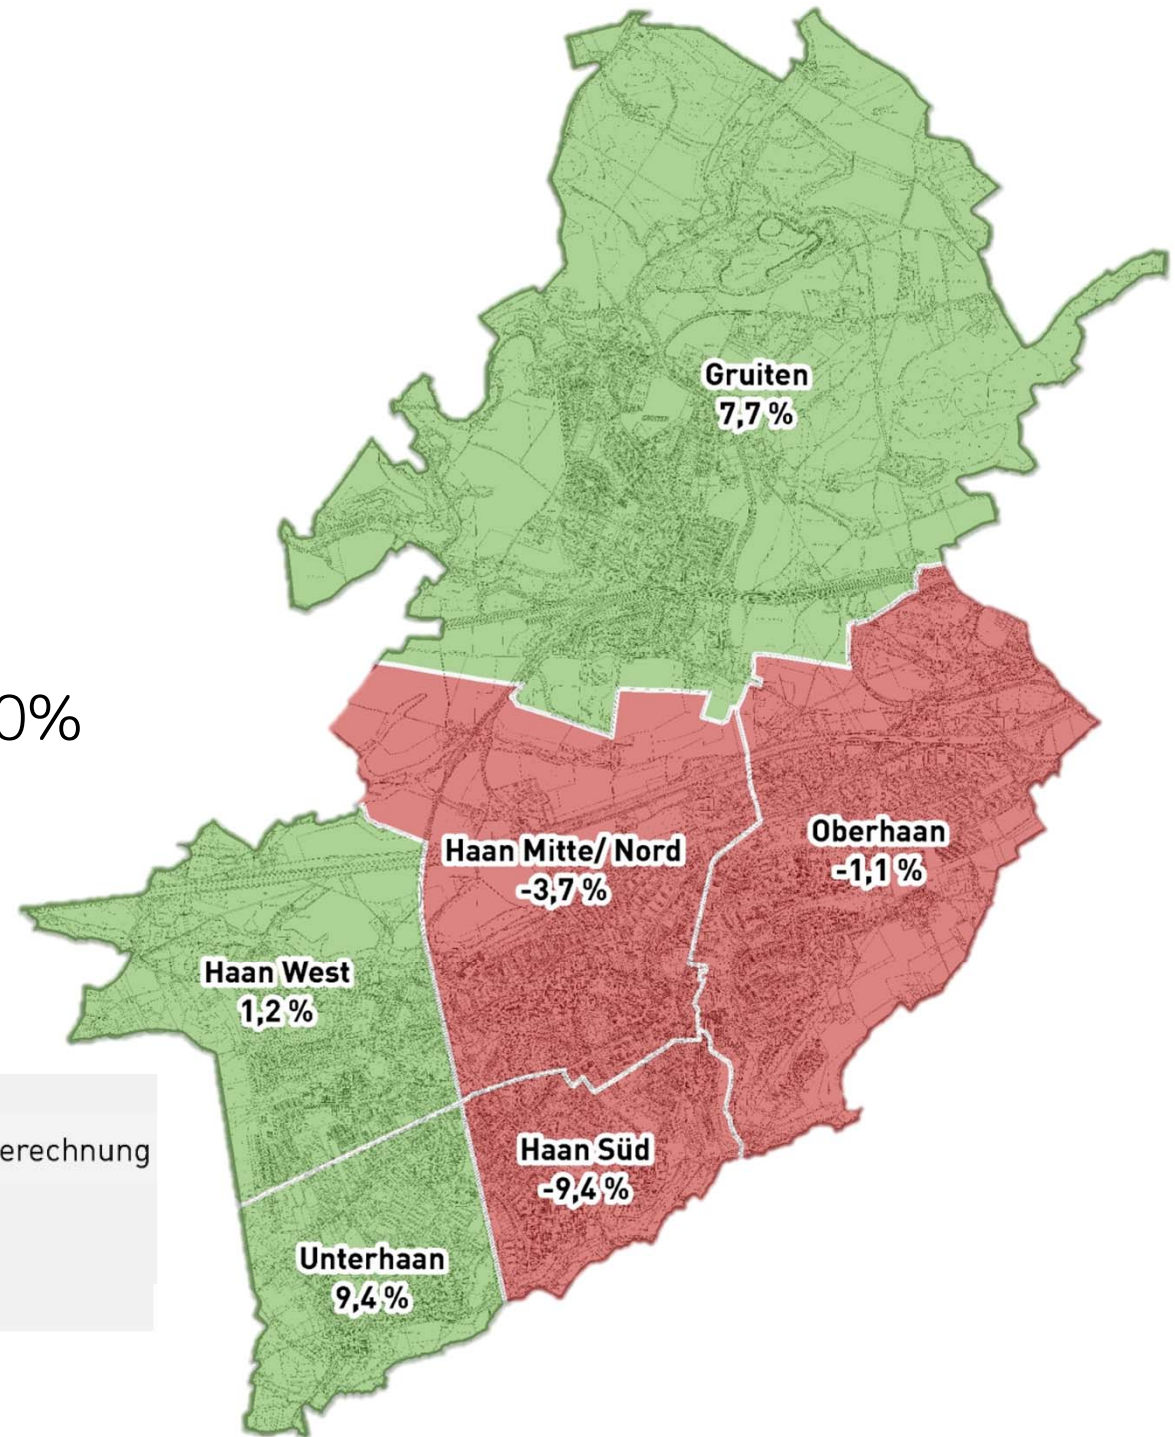 Gruiten
7,7 %
0%
Oberhaan
-1,1 %
Haan Mitte/ Nord
-3,7 %
Haan West
1,2 %
erechnung
Haan Süd
-9,4 %
Unterhaan
9,4 %